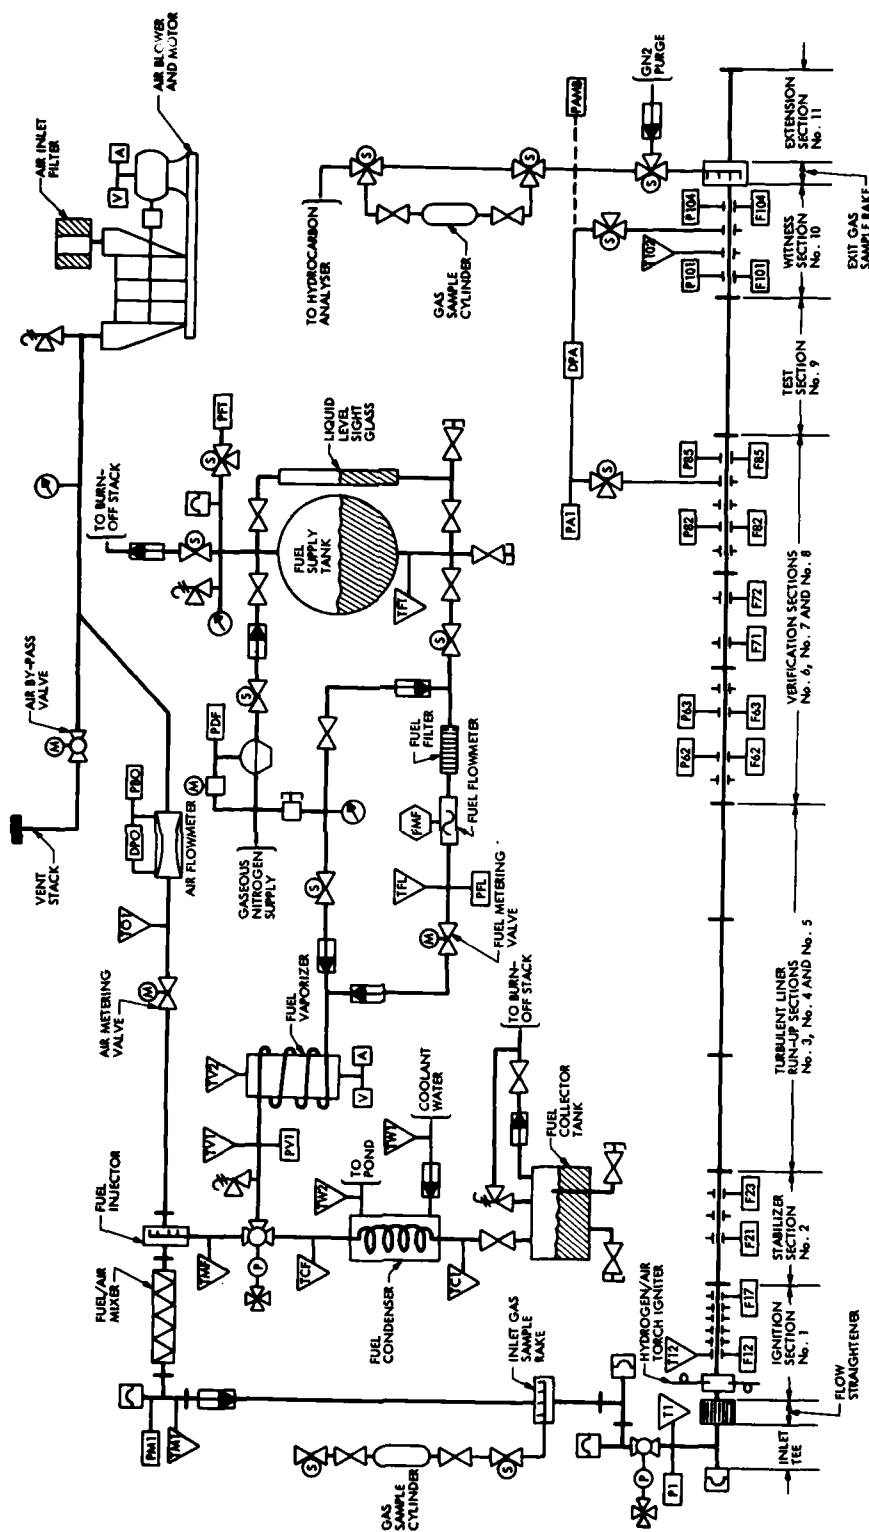 AIR BLOWER
AND MOTOR
A
V
AIR INLET
FILTER
AIR BY-PASS
VALVE
M
VENT
STACK
PBO
DPO
AIR FLOWMETER
TO1
M
AIR METERING
VALVE
FUEL
INJECTOR
FUEL/AIR
MIXER
PM1
TM1
TO BURN-
OFF STACK
S
PFT
S
LIQUID
LEVEL
SIGHT
GLASS
FUEL
SUPPLY
TANK
TFT
S
S
PDF
M
GASEOUS
NITROGEN
SUPPLY
S
FUEL
FILTER
FMF
FUEL FLOWMETER
TFL
PFL
M
FUEL METERING
VALVE
FUEL
VAPORIZER
TV2
V
A
TV1
PV1
TMF
P
TCF
TO
POND
TW2
COOLANT
WATER
TW1
FUEL
CONDENSER
TC1
TO BURN-
OFF STACK
FUEL
COLLECTOR
TANK
INLET GAS
SAMPLE
RAKE
S
S
GAS
SAMPLE
CYLINDER
TO HYDROCARBON
ANALYSER
S
S
GAS
SAMPLE
CYLINDER
PAMB
GN2
PURGE
S
S
DPA
PA1
S
T102
P104
F104
P101
F101
P85
F85
P82
F82
F72
F71
P63
F63
P62
F62
F23
F21
F17
F12
T12
HYDROGEN/AIR
TORCH IGNITER
T1
P1
P
INLET
TEE
FLOW
STRAIGHTENER
IGNITION
SECTION
No. 1
STABILIZER
SECTION
No. 2
TURBULENT LINER
RUN-UP SECTIONS
No. 3, No. 4 AND No. 5
VERIFICATION SECTIONS
No. 6, No. 7 AND No. 8
TEST
SECTION
No. 9
WITNESS
SECTION
No. 10
EXIT GAS
SAMPLE RAKE
EXTENSION
SECTION
No. 11